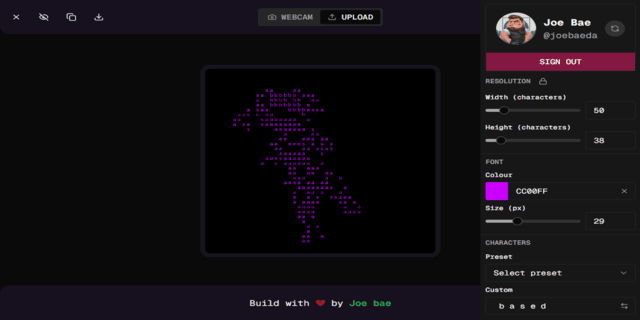 WEBCAM
UPLOAD
Joe Bae
@joebaeda
SIGN OUT
RESOLUTION
Width (characters)
50
Height (characters)
38
FONT
Colour
CC00FF
Size (px)
29
CHARACTERS
Preset
Select preset
Custom
b a s e d
Build with ❤️ by Joe bae